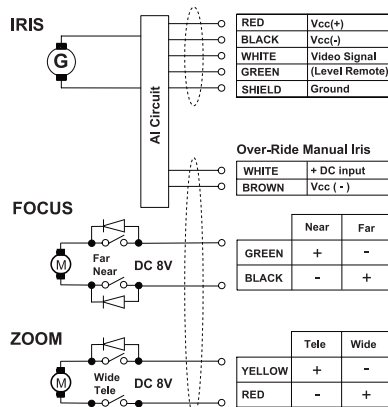 IRIS
G
AI Circuit
RED Vcc(+)
BLACK Vcc(-)
WHITE Video Signal
GREEN (Level Remote)
SHIELD Ground
Over-Ride Manual Iris
WHITE + DC input
BROWN Vcc ( - )
FOCUS
M
Far
Near
DC 8V
Near Far
GREEN + -
BLACK - +
ZOOM
M
Wide
Tele
DC 8V
Tele Wide
YELLOW + -
RED - +